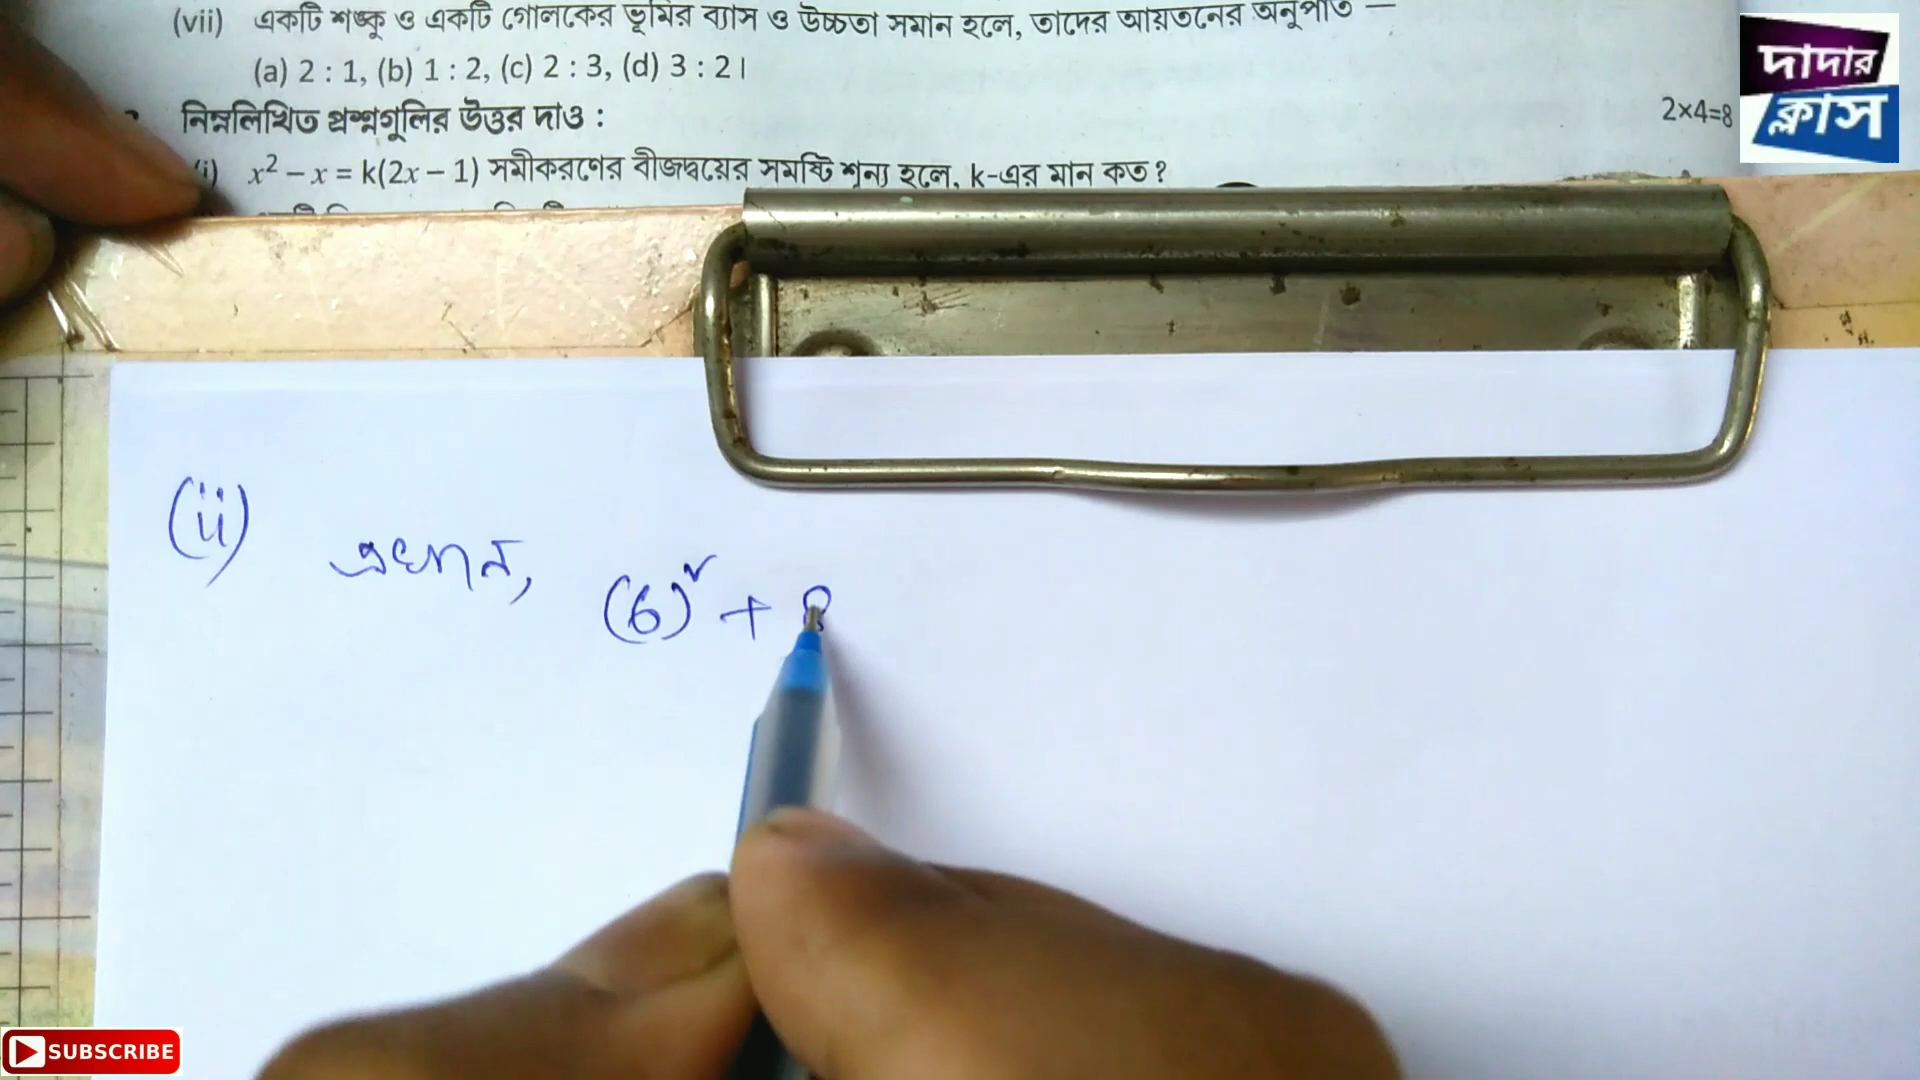 (vii) একটি শঙ্কু ও একটি গোলকের ভূমির ব্যাস ও উচ্চতা সমান হলে, তাদের আয়তনের অনুপাত —
(a) 2 : 1, (b) 1 : 2, (c) 2 : 3, (d) 3 : 2।
নিম্নলিখিত প্রশ্নগুলির উত্তর দাও : 2×4=8
(i) x² – x = k(2x – 1) সমীকরণের বীজদ্বয়ের সমষ্টি শূন্য হলে, k-এর মান কত?
দাদার
ক্লাস
(ii) এখানে, (6)² + 8
SUBSCRIBE